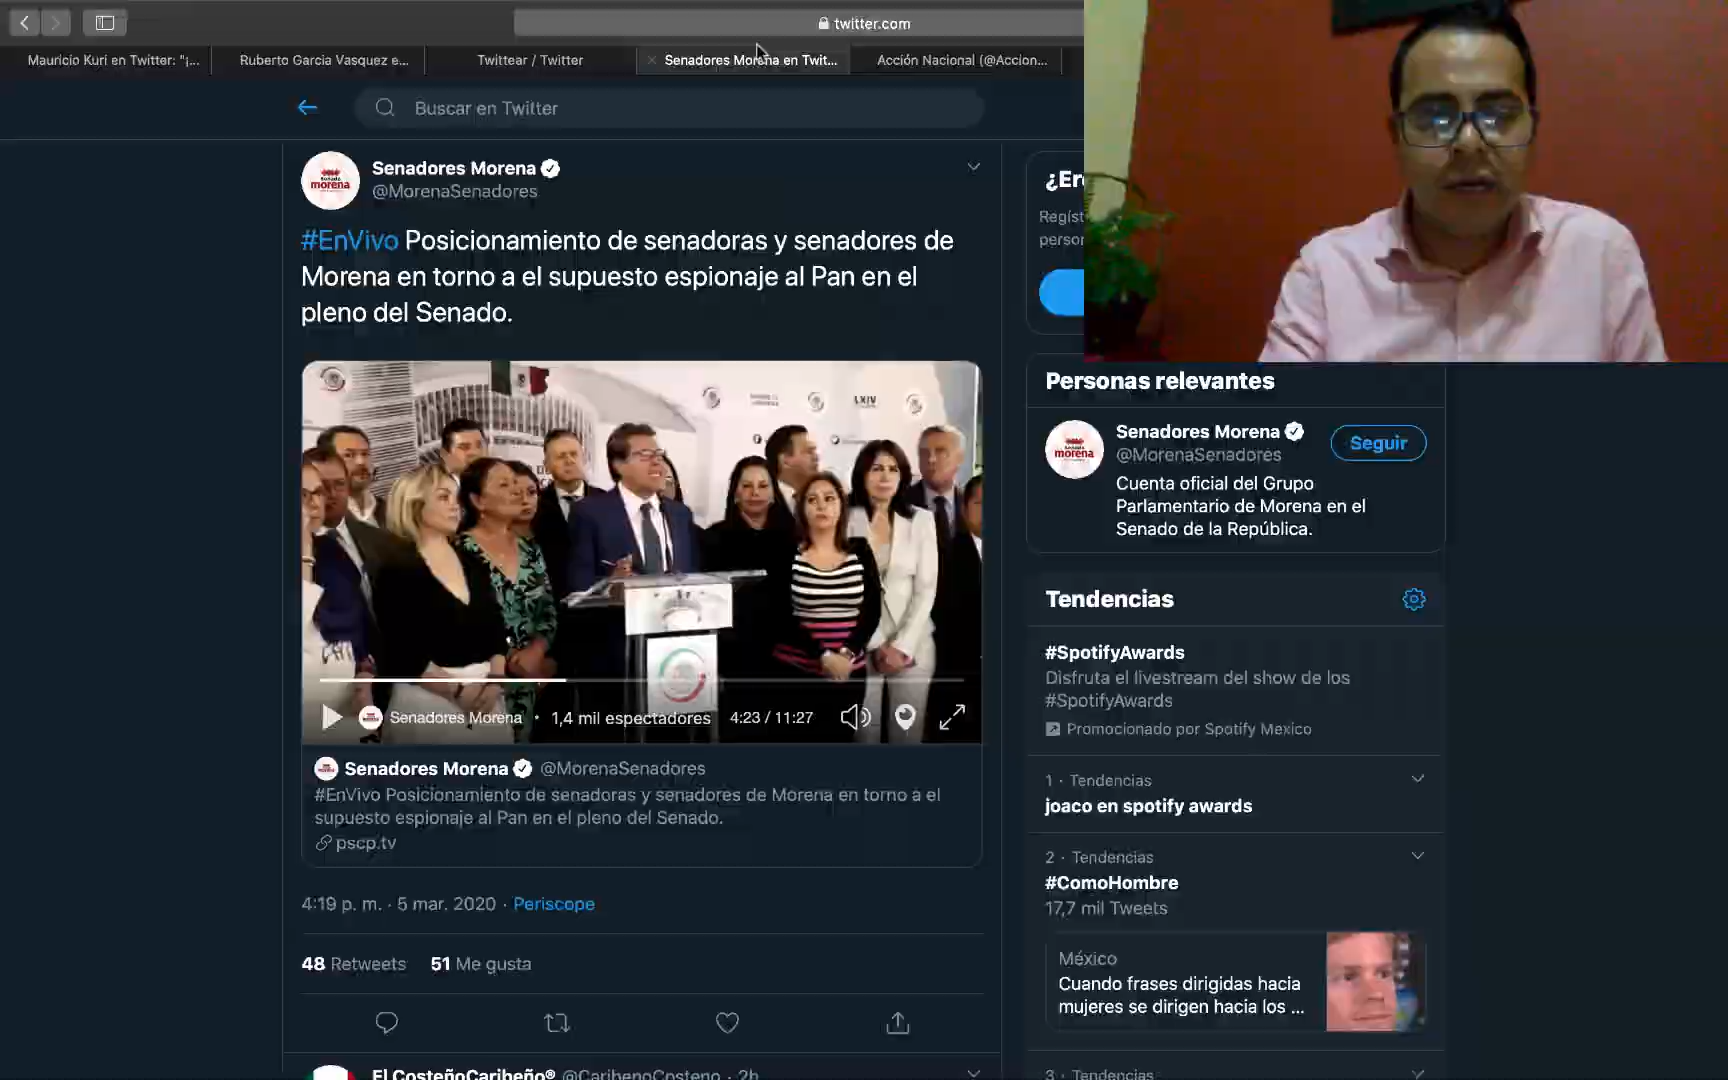 twitter.com
Mauricio Kuri en Twitter: "¡...
Ruberto Garcia Vasquez e...
Twittear / Twitter
Senadores Morena en Twit...
Acción Nacional (@Accion...
Buscar en Twitter
Senadores Morena
@MorenaSenadores
#EnVivo Posicionamiento de senadoras y senadores de
Morena en torno a el supuesto espionaje al Pan en el
pleno del Senado.
morena
LXIV
Senadores Morena · 1,4 mil espectadores 4:23 / 11:27
Senadores Morena @MorenaSenadores
#EnVivo Posicionamiento de senadoras y senadores de Morena en torno a el
supuesto espionaje al Pan en el pleno del Senado.
pscp.tv
4:19 p. m. · 5 mar. 2020 · Periscope
48 Retweets 51 Me gusta
El CosteñoCaribeño® @CaribenoCosteno · 2h
Personas relevantes
morena
Senadores Morena
@MorenaSenadores
Seguir
Cuenta oficial del Grupo
Parlamentario de Morena en el
Senado de la República.
Tendencias
#SpotifyAwards
Disfruta el livestream del show de los
#SpotifyAwards
Promocionado por Spotify Mexico
1 · Tendencias
joaco en spotify awards
2 · Tendencias
#ComoHombre
17,7 mil Tweets
México
Cuando frases dirigidas hacia
mujeres se dirigen hacia los ...
3 · Tendencias